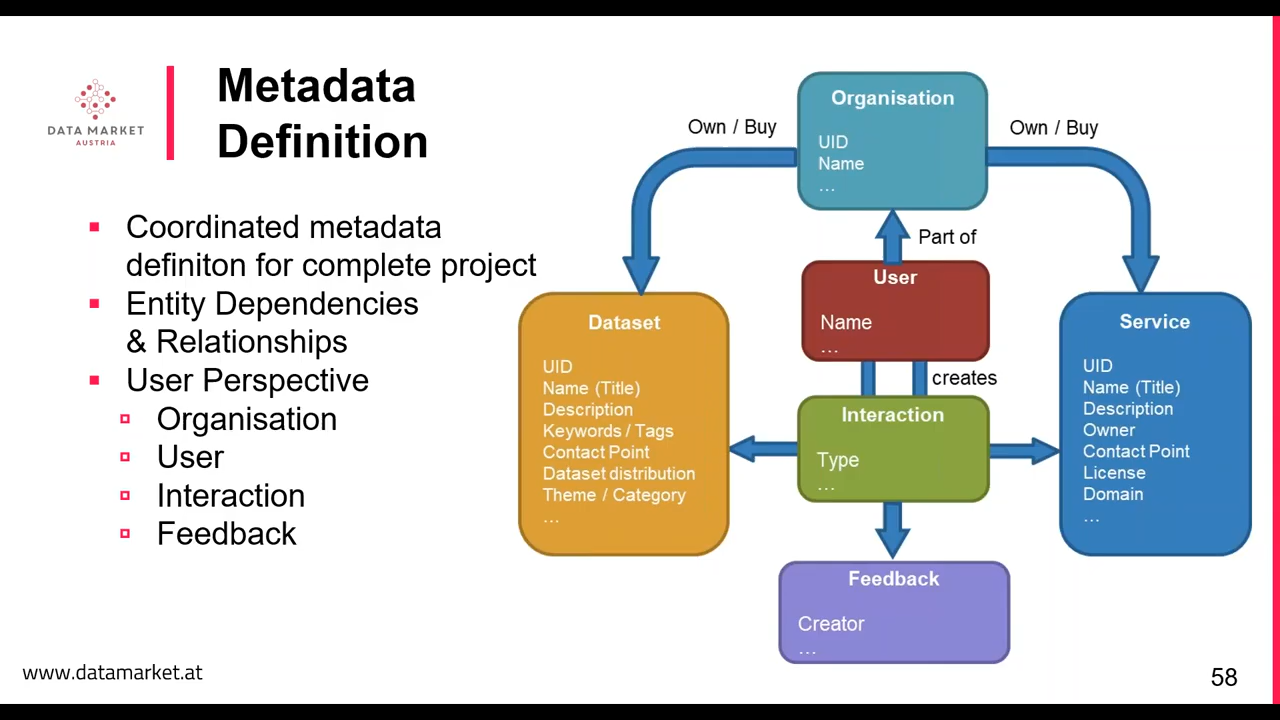 DATA MARKET
AUSTRIA
Metadata
Definition
Coordinated metadata
definiton for complete project
Entity Dependencies
& Relationships
User Perspective
Organisation
User
Interaction
Feedback
Own / Buy
Organisation
UID
Name
...
Own / Buy
Part of
User
Name
...
creates
Dataset
UID
Name (Title)
Description
Keywords / Tags
Contact Point
Dataset distribution
Theme / Category
...
Interaction
Type
...
Service
UID
Name (Title)
Description
Owner
Contact Point
License
Domain
...
Feedback
Creator
...
www.datamarket.at
58